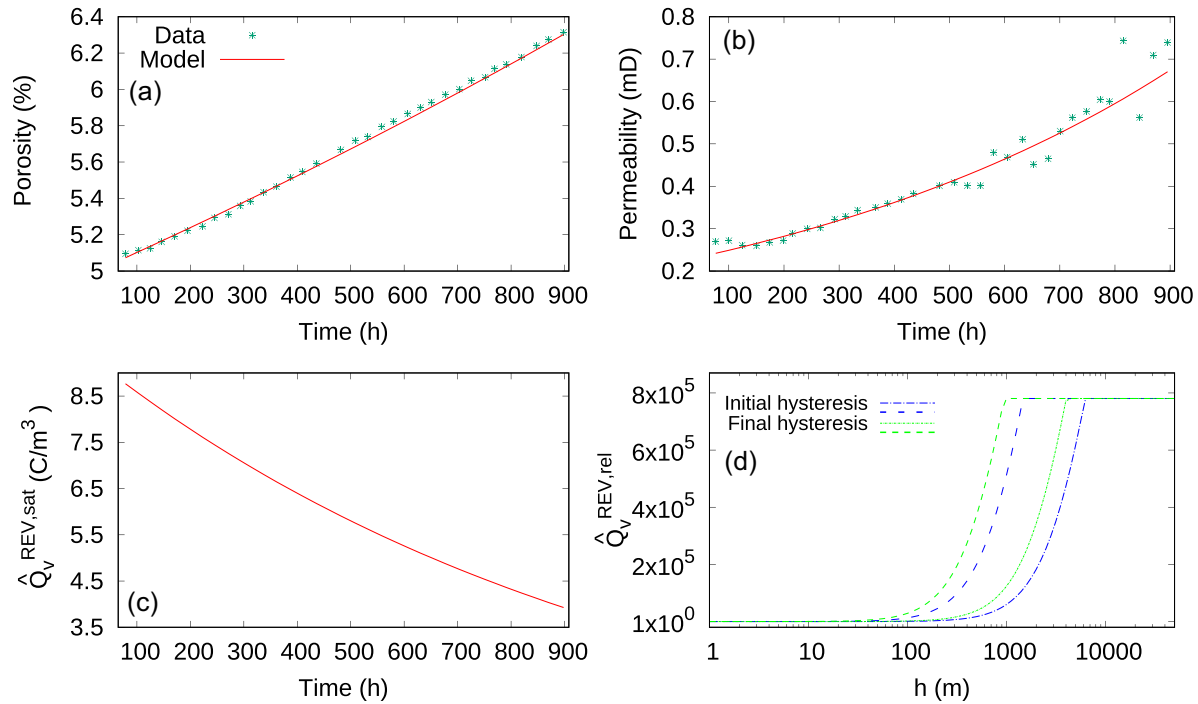 6.4
6.2
6
5.8
5.6
5.4
5.2
5
Porosity (%)
Data
Model
(a)
100 200 300 400 500 600 700 800 900
Time (h)
0.8
0.7
0.6
0.5
0.4
0.3
0.2
Permeability (mD)
(b)
100 200 300 400 500 600 700 800 900
Time (h)
8.5
7.5
6.5
5.5
4.5
3.5
Q̂ᵥ^REV,sat (C/m³ )
(c)
100 200 300 400 500 600 700 800 900
Time (h)
8x10⁵
6x10⁵
4x10⁵
2x10⁵
1x10⁰
Q̂ᵥ^REV,rel
Initial hysteresis
Final hysteresis
(d)
1 10 100 1000 10000
h (m)